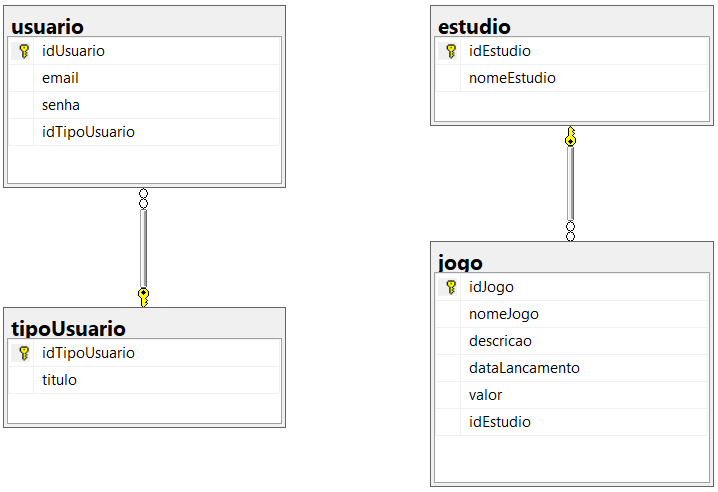 usuario
idUsuario
email
senha
idTipoUsuario
tipoUsuario
idTipoUsuario
titulo
estudio
idEstudio
nomeEstudio
jogo
idJogo
nomeJogo
descricao
dataLancamento
valor
idEstudio